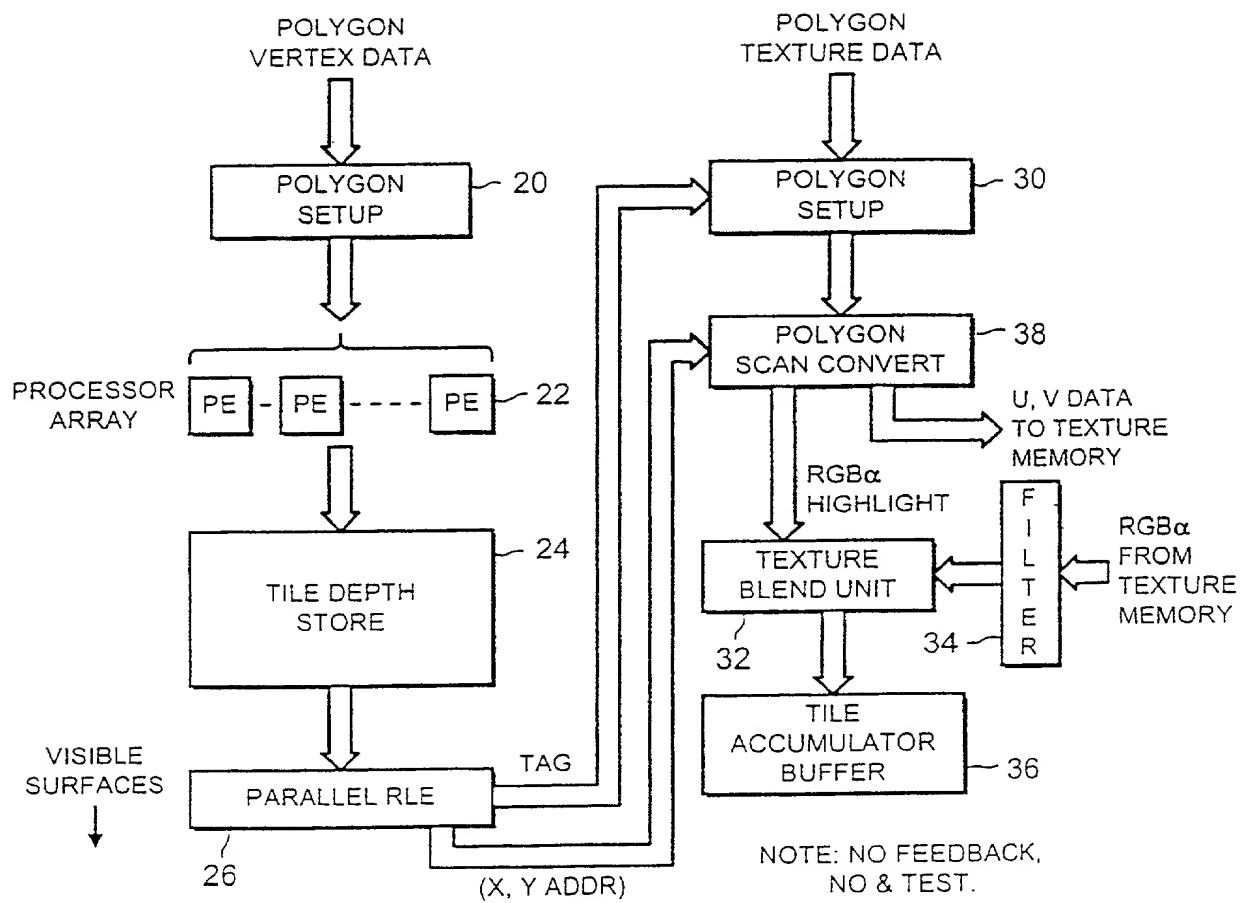 POLYGON
VERTEX DATA
POLYGON
SETUP
20
PROCESSOR
ARRAY
PE
PE
PE
22
TILE DEPTH
STORE
24
VISIBLE
SURFACES
PARALLEL RLE
26
TAG
(X, Y ADDR)
POLYGON
TEXTURE DATA
POLYGON
SETUP
30
POLYGON
SCAN CONVERT
38
U, V DATA
TO TEXTURE
MEMORY
RGBα
HIGHLIGHT
TEXTURE
BLEND UNIT
32
FILTER
34
RGBα
FROM
TEXTURE
MEMORY
TILE
ACCUMULATOR
BUFFER
36
NOTE: NO FEEDBACK,
NO & TEST.